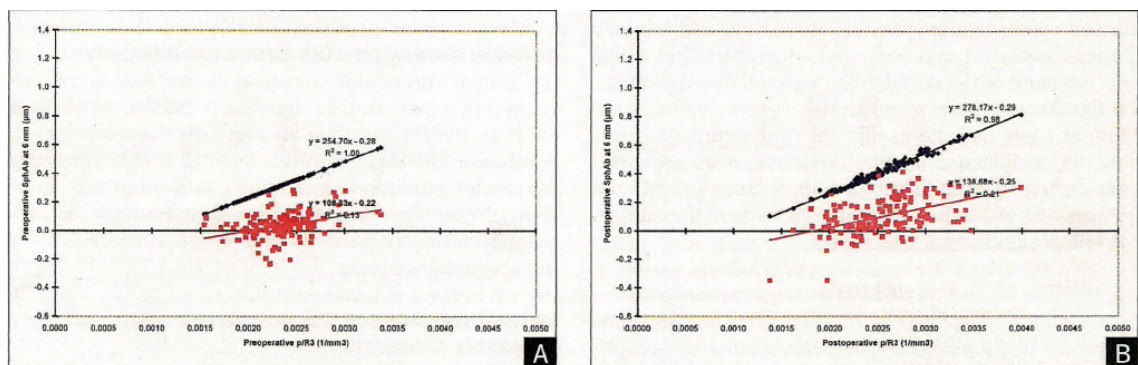 1.4
1.2
1.0
0.8
0.6
0.4
0.2
0.0
-0.2
-0.4
-0.6
Preoperative SphAb at 6 mm (µm)
y = 254.70x - 0.28
R² = 1.00
y = 108.33x - 0.22
R² = 0.13
0.0000 0.0005 0.0010 0.0015 0.0020 0.0025 0.0030 0.0035 0.0040 0.0045 0.0050
Preoperative p/R3 (1/mm3)
A
1.4
1.2
1.0
0.8
0.6
0.4
0.2
0.0
-0.2
-0.4
-0.6
Postoperative SphAb at 6 mm (µm)
y = 278.17x - 0.29
R² = 0.98
y = 138.68x - 0.25
R² = 0.21
0.0000 0.0005 0.0010 0.0015 0.0020 0.0025 0.0030 0.0035 0.0040 0.0045 0.0050
Postoperative p/R3 (1/mm3)
B